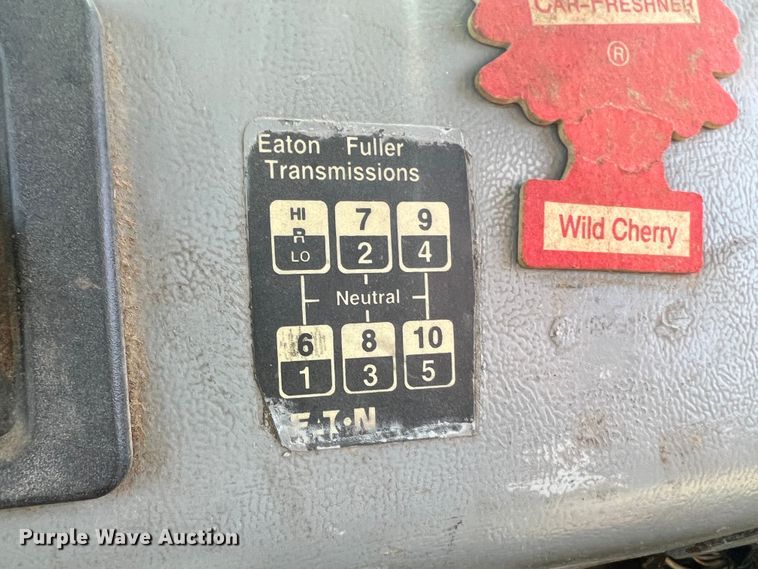 CAR-FRESHNER
®
Eaton Fuller
Transmissions
HI 7 9
R
LO 2 4
Neutral
6 8 10
1 3 5
EAT•N
Wild Cherry
Purple Wave Auction